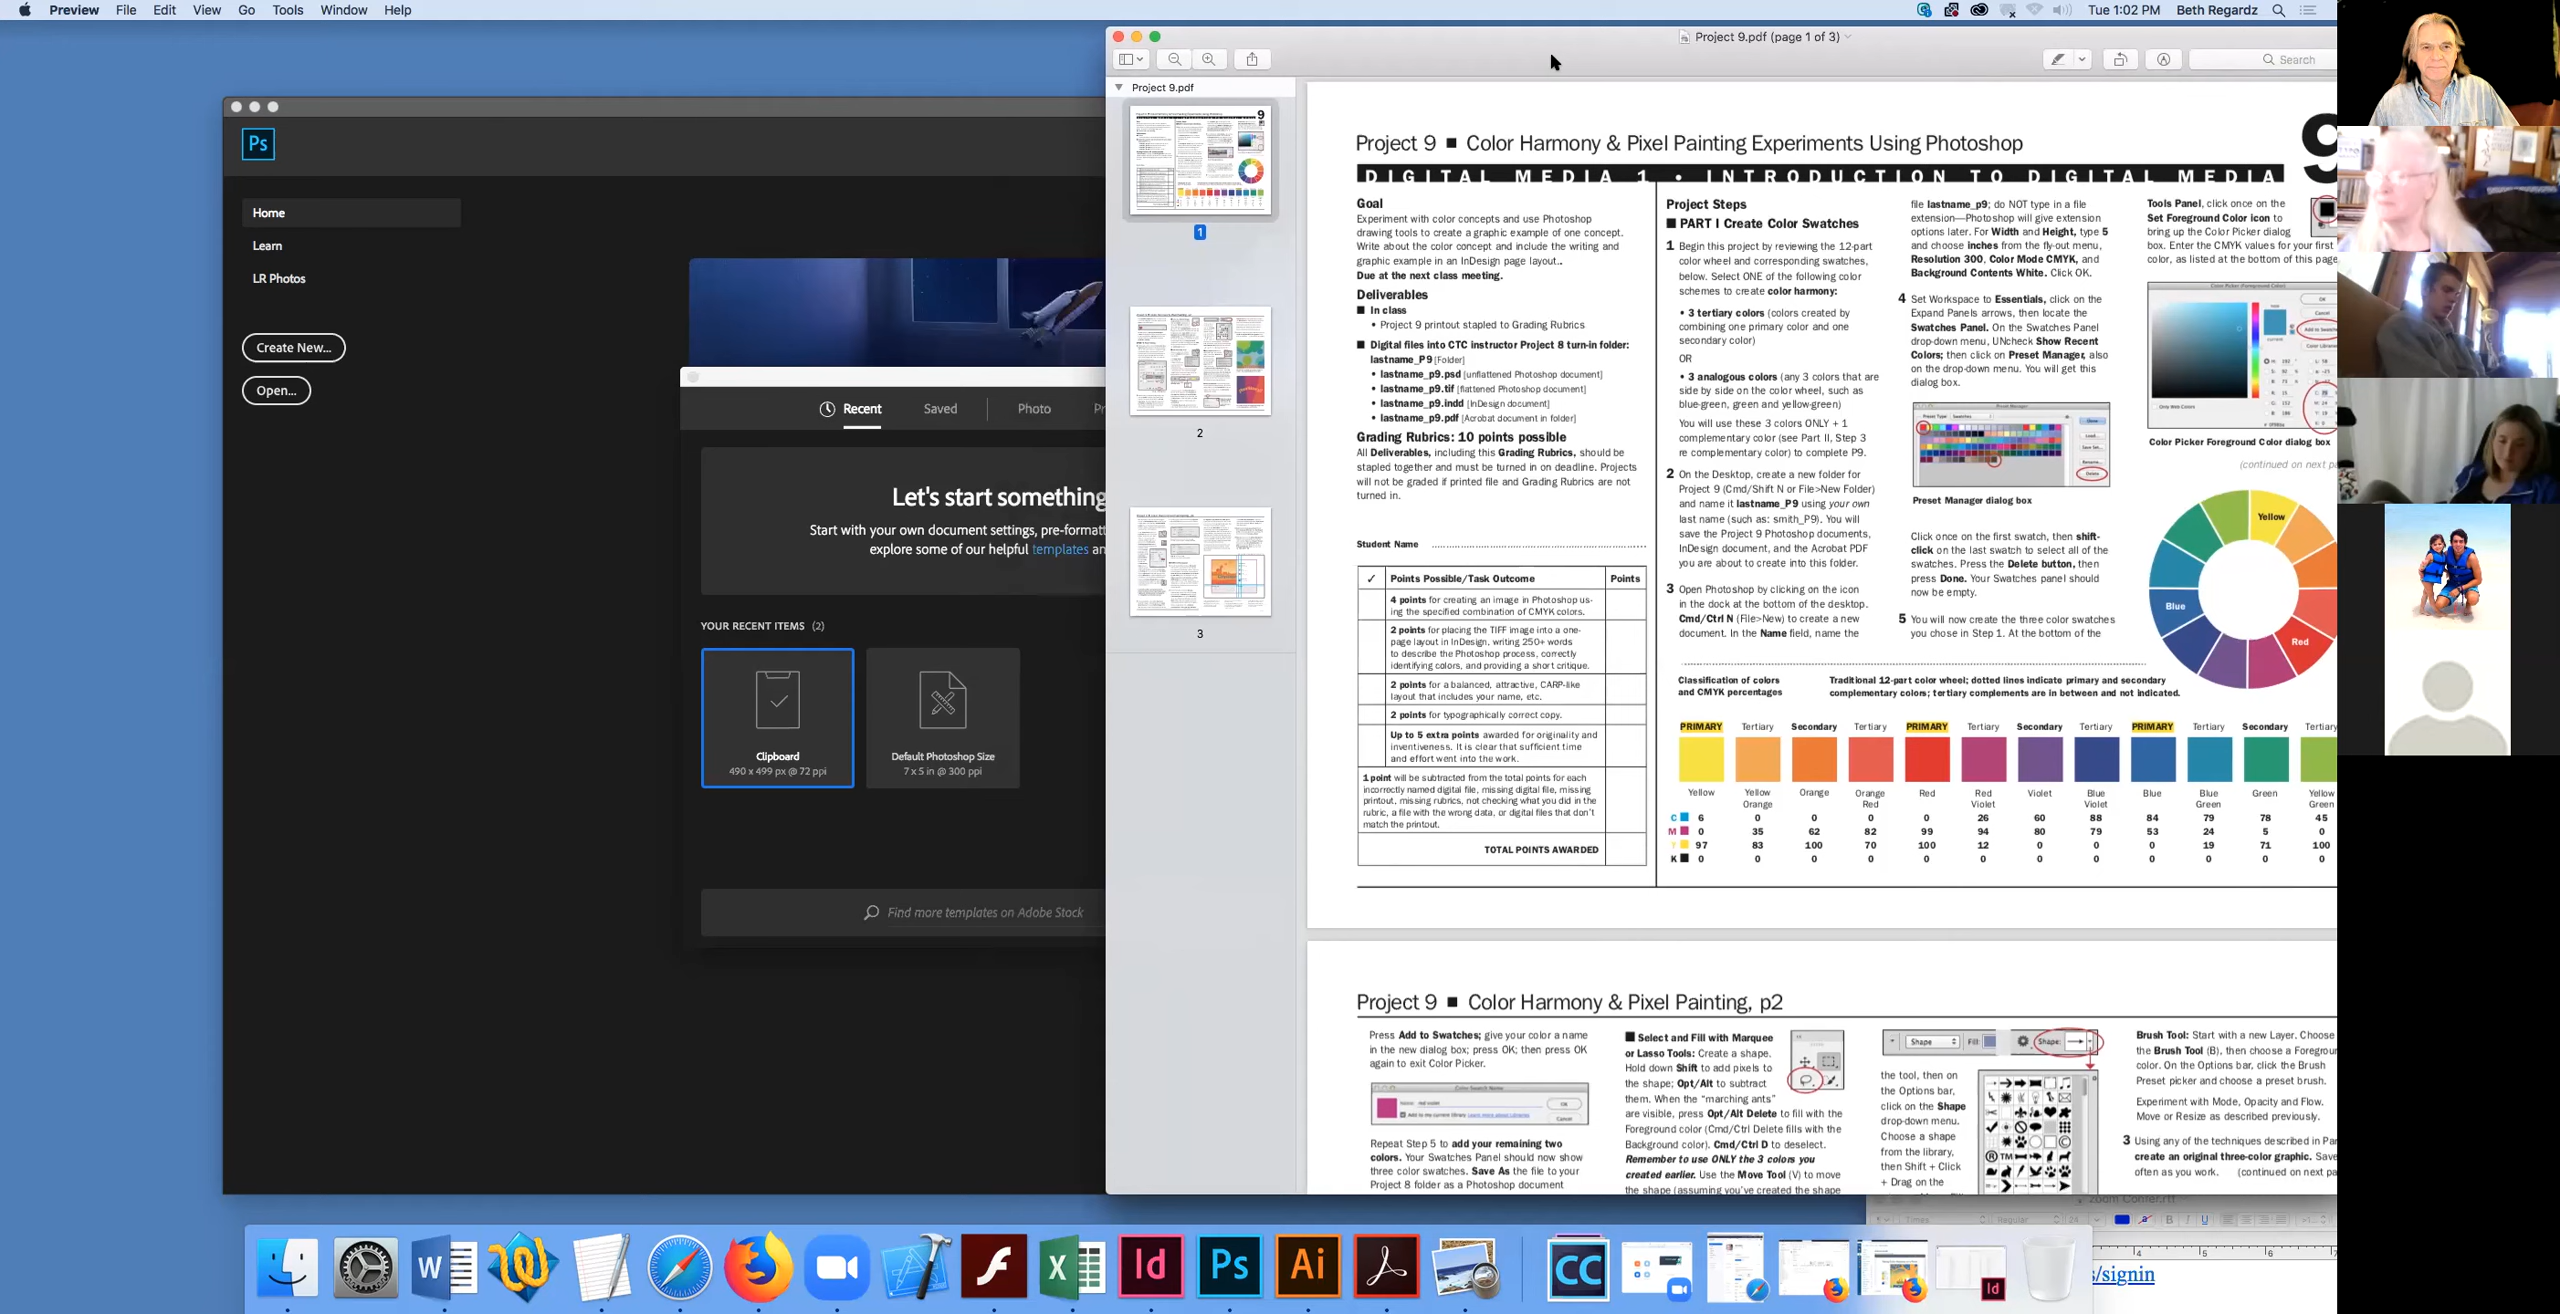 Preview File Edit View Go Tools Window Help
Tue 1:02 PM Beth Regardz
Ps
Home
Learn
LR Photos
Create New...
Open...
Recent Saved Photo
Let's start something
Start with your own document settings, pre-formatt
explore some of our helpful templates an
YOUR RECENT ITEMS (2)
Clipboard
490 x 499 px @ 72 ppi
Default Photoshop Size
7 x 5 in @ 300 ppi
Find more templates on Adobe Stock
Project 9.pdf (page 1 of 3)
Search
Project 9.pdf
1
2
3
Project 9 ■ Color Harmony & Pixel Painting Experiments Using Photoshop
9
DIGITAL MEDIA 1 • INTRODUCTION TO DIGITAL MEDIA
Goal
Experiment with color concepts and use Photoshop
drawing tools to create a graphic example of one concept.
Write about the color concept and include the writing and
graphic example in an InDesign page layout..
Due at the next class meeting.
Deliverables
■ In class
• Project 9 printout stapled to Grading Rubrics
■ Digital files into CTC instructor Project 8 turn-in folder:
lastname_P9 [Folder]
• lastname_p9.psd [unflattened Photoshop document]
• lastname_p9.tif [flattened Photoshop document]
• lastname_p9.indd [InDesign document]
• lastname_p9.pdf [Acrobat document in folder]
Grading Rubrics: 10 points possible
All Deliverables, including this Grading Rubrics, should be
stapled together and must be turned in on deadline. Projects
will not be graded if printed file and Grading Rubrics are not
turned in.
Student Name
✓ Points Possible/Task Outcome Points
4 points for creating an image in Photoshop us-
ing the specified combination of CMYK colors.
2 points for placing the TIFF image into a one-
page layout in InDesign, writing 250+ words
to describe the Photoshop process, correctly
identifying colors, and providing a short critique.
2 points for a balanced, attractive, CARP-like
layout that includes your name, etc.
2 points for typographically correct copy.
Up to 5 extra points awarded for originality and
inventiveness. It is clear that sufficient time
and effort went into the work.
1 point will be subtracted from the total points for each
incorrectly named digital file, missing digital file, missing
printout, missing rubrics, not checking what you did in the
rubric, a file with the wrong data, or digital files that don't
match the printout.
TOTAL POINTS AWARDED
Project Steps
■ PART I Create Color Swatches
1 Begin this project by reviewing the 12-part
color wheel and corresponding swatches,
below. Select ONE of the following color
schemes to create color harmony:
• 3 tertiary colors (colors created by
combining one primary color and one
secondary color)
OR
• 3 analogous colors (any 3 colors that are
side by side on the color wheel, such as
blue-green, green and yellow-green)
You will use these 3 colors ONLY + 1
complementary color (see Part II, Step 3
re complementary color) to complete P9.
2 On the Desktop, create a new folder for
Project 9 (Cmd/Shift N or File>New Folder)
and name it lastname_P9 using your own
last name (such as: smith_P9). You will
save the Project 9 Photoshop documents,
InDesign document, and the Acrobat PDF
you are about to create into this folder.
3 Open Photoshop by clicking on the icon
in the dock at the bottom of the desktop.
Cmd/Ctrl N (File>New) to create a new
document. In the Name field, name the
file lastname_p9; do NOT type in a file
extension—Photoshop will give extension
options later. For Width and Height, type 5
and choose inches from the fly-out menu,
Resolution 300, Color Mode CMYK, and
Background Contents White. Click OK.
4 Set Workspace to Essentials, click on the
Expand Panels arrows, then locate the
Swatches Panel. On the Swatches Panel
drop-down menu, UNcheck Show Recent
Colors; then click on Preset Manager, also
on the drop-down menu. You will get this
dialog box.
Preset Manager dialog box
Click once on the first swatch, then shift-
click on the last swatch to select all of the
swatches. Press the Delete button, then
press Done. Your Swatches panel should
now be empty.
5 You will now create the three color swatches
you chose in Step 1. At the bottom of the
Tools Panel, click once on the
Set Foreground Color icon to
bring up the Color Picker dialog
box. Enter the CMYK values for your first
color, as listed at the bottom of this page
Color Picker Foreground Color dialog box
(continued on next pa
Yellow
Blue
Red
Classification of colors
and CMYK percentages
Traditional 12-part color wheel; dotted lines indicate primary and secondary
complementary colors; tertiary complements are in between and not indicated.
PRIMARY Tertiary Secondary Tertiary PRIMARY Tertiary Secondary Tertiary PRIMARY Tertiary Secondary Tertiary
Yellow Yellow Orange Orange Orange Red Red Red Violet Violet Blue Violet Blue Blue Green Green Yellow Green
C 6 0 0 0 0 26 60 88 84 79 78 45
M 0 35 62 82 99 94 80 79 53 24 5 0
Y 97 83 100 70 100 12 0 0 0 19 71 100
K 0 0 0 0 0 0 0 0 0 0 0 0
Project 9 ■ Color Harmony & Pixel Painting, p2
Press Add to Swatches; give your color a name
in the new dialog box; press OK; then press OK
again to exit Color Picker.
Repeat Step 5 to add your remaining two
colors. Your Swatches Panel should now show
three color swatches. Save As the file to your
Project 8 folder as a Photoshop document
■ Select and Fill with Marquee
or Lasso Tools: Create a shape.
Hold down Shift to add pixels to
the shape; Opt/Alt to subtract
them. When the "marching ants"
are visible, press Opt/Alt Delete to fill with the
Foreground color (Cmd/Ctrl Delete fills with the
Background color). Cmd/Ctrl D to deselect.
Remember to use ONLY the 3 colors you
created earlier. Use the Move Tool (V) to move
the shape (assuming you've created the shape
Shape Fill: Shape:
the tool, then on
the Options bar,
click on the Shape
drop-down menu.
Choose a shape
from the library,
then Shift + Click
+ Drag on the
Brush Tool: Start with a new Layer. Choose
the Brush Tool (B), then choose a Foregroun
color. On the Options bar, click the Brush
Preset picker and choose a preset brush.
Experiment with Mode, Opacity and Flow.
Move or Resize as described previously.
3 Using any of the techniques described in Par
create an original three-color graphic. Save
often as you work. (continued on next pa
Times Regular 24
4 5 6
s/signin
W Id Ps Ai CC Id